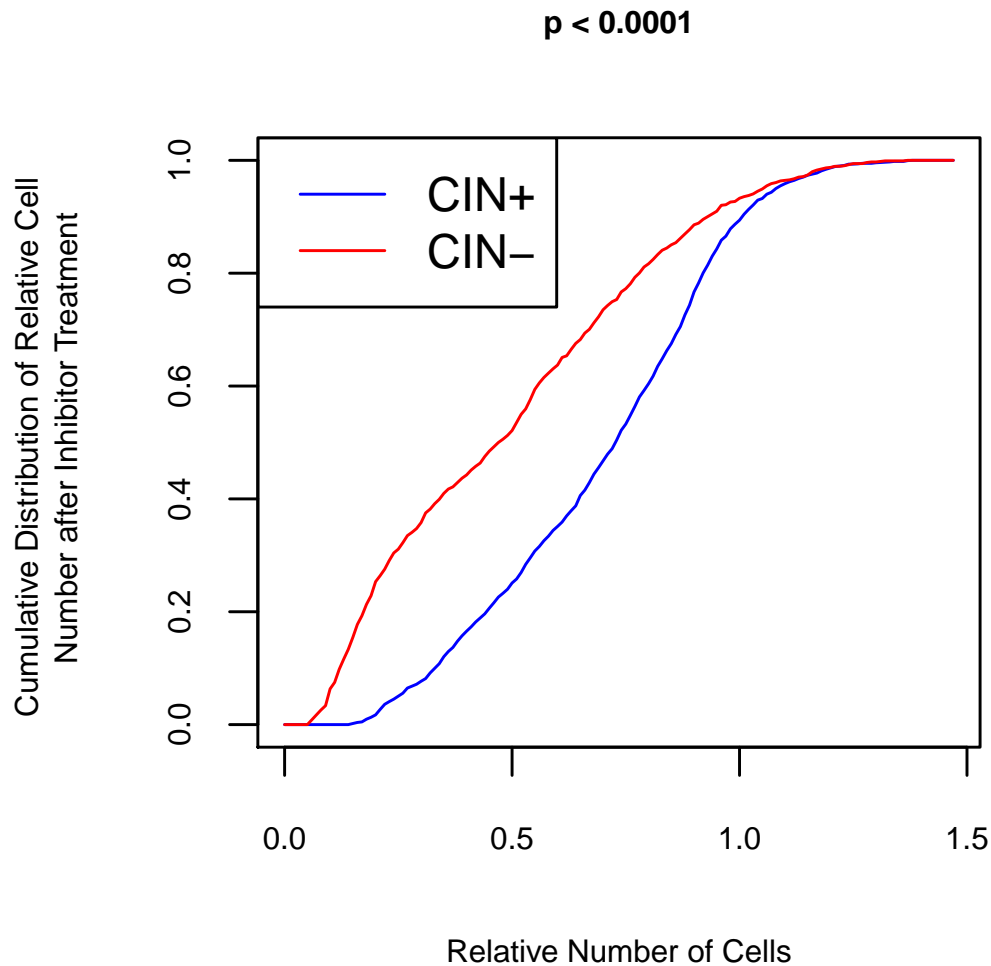 p < 0.0001
Cumulative Distribution of Relative Cell
Number after Inhibitor Treatment
1.0
0.8
0.6
0.4
0.2
0.0
CIN+
CIN−
0.0
0.5
1.0
1.5
Relative Number of Cells